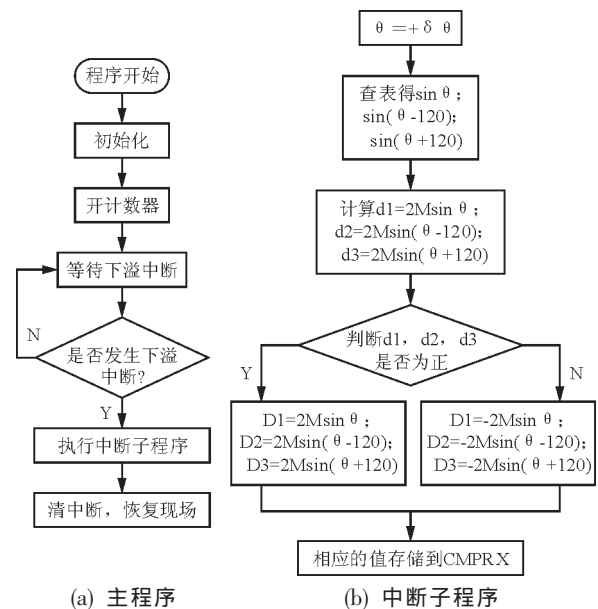 程序开始
初始化
开计数器
等待下溢中断
N
是否发生下溢
中断?
Y
执行中断子程序
清中断，恢复现场
(a) 主程序
θ =+ δ θ
查表得sin θ；
sin( θ -120)；
sin( θ +120)
计算d1=2Msin θ；
d2=2Msin( θ -120)；
d3=2Msin( θ +120)
判断d1，d2，d3
是否为正
Y
N
D1=2Msin θ；
D2=2Msin( θ -120)；
D3=2Msin( θ +120)
D1=-2Msin θ；
D2=-2Msin( θ -120)；
D3=-2Msin( θ +120)
相应的值存储到CMPRX
(b) 中断子程序